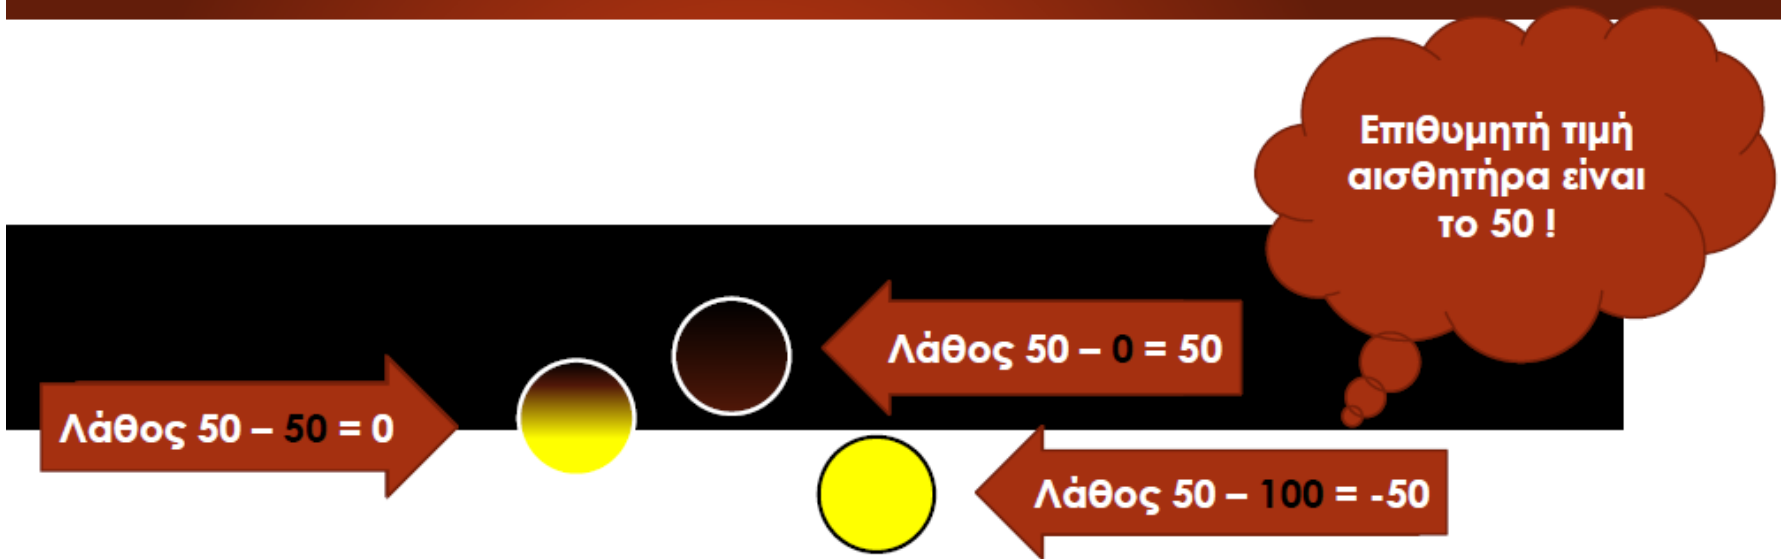 Επιθυμητή τιμή
αισθητήρα είναι
το 50 !
Λάθος 50 – 0 = 50
Λάθος 50 – 50 = 0
Λάθος 50 – 100 = -50